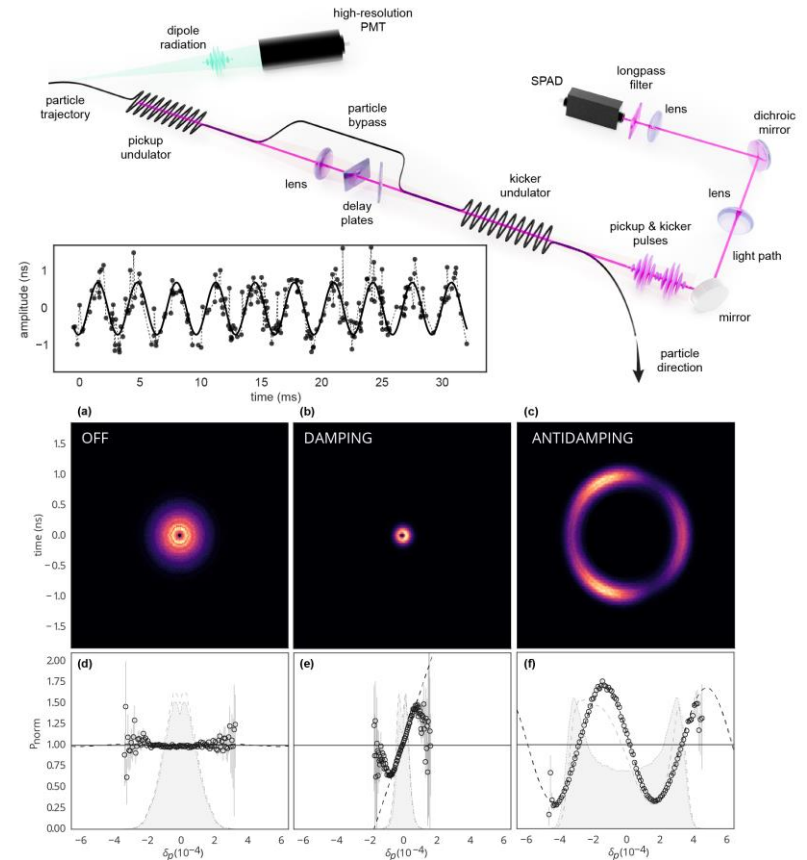 high-resolution
PMT
dipole
radiation
SPAD
longpass
filter
lens
particle
trajectory
particle
bypass
dichroic
mirror
pickup
undulator
lens
kicker
undulator
lens
delay
plates
pickup & kicker
pulses
light path
mirror
particle
direction
amplitude (ns)
1
0
−1
0 5 10 15 20 25 30
time (ms)
(a) (b) (c)
OFF DAMPING ANTIDAMPING
time (ns)
1.5
1.0
0.5
0.0
−0.5
−1.0
−1.5
(d) (e) (f)
Pnorm
2.00
1.75
1.50
1.25
1.00
0.75
0.50
0.25
0.00
−6 −4 −2 0 2 4 6 −6 −4 −2 0 2 4 6 −6 −4 −2 0 2 4 6
δp(10⁻⁴) δp(10⁻⁴) δp(10⁻⁴)